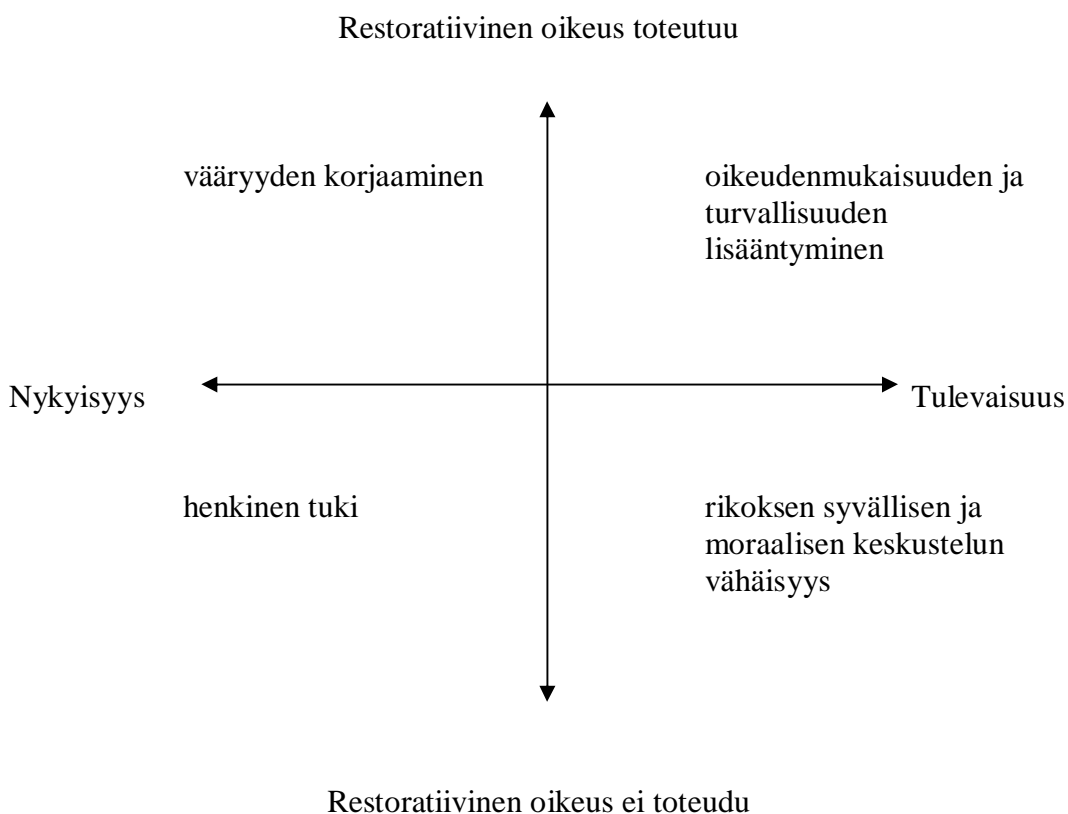 Restoratiivinen oikeus toteutuu
vääryyden korjaaminen
oikeudenmukaisuuden ja
turvallisuuden
lisääntyminen
Nykyisyys
Tulevaisuus
henkinen tuki
rikoksen syvällisen ja
moraalisen keskustelun
vähäisyys
Restoratiivinen oikeus ei toteudu